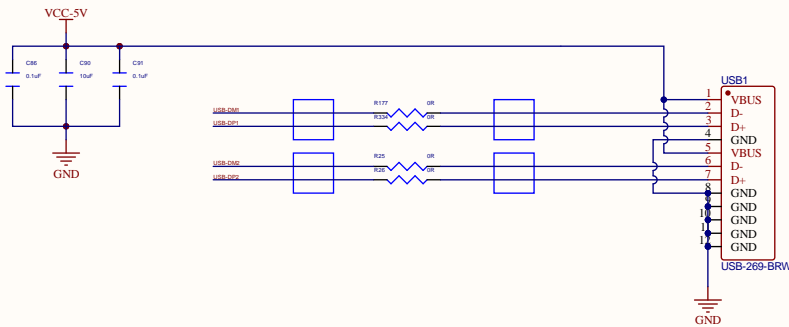 VCC-5V
C86
0.1uF
C90
10uF
C91
0.1uF
GND
USB-DM1
R177
0R
USB-DP1
R334
0R
USB-DM2
R25
0R
USB-DP2
R26
0R
USB1
1 VBUS
2 D-
3 D+
4 GND
5 VBUS
6 D-
7 D+
8 GND
9 GND
10 GND
GND
12 GND
USB-269-BRW
GND